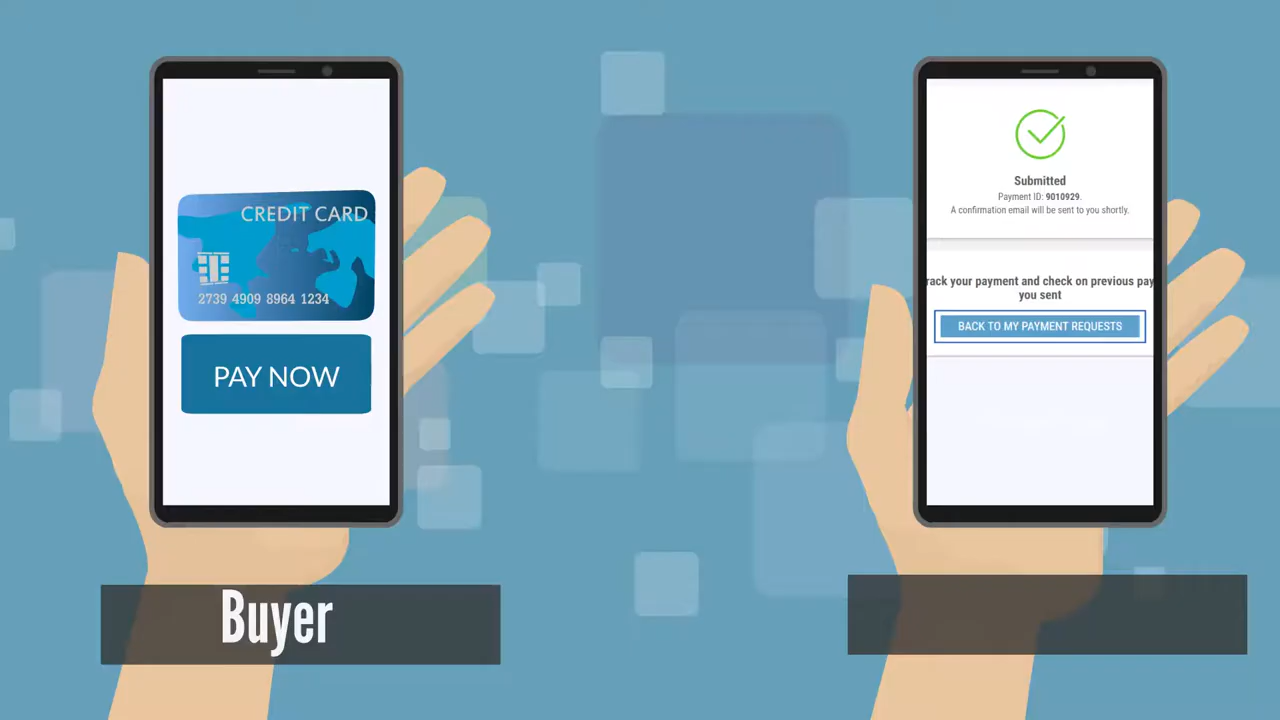 CREDIT CARD
2739 4909 8964 1234
PAY NOW
Buyer
Submitted
Payment ID: 9010929.
A confirmation email will be sent to you shortly.
rack your payment and check on previous pay
you sent
BACK TO MY PAYMENT REQUESTS